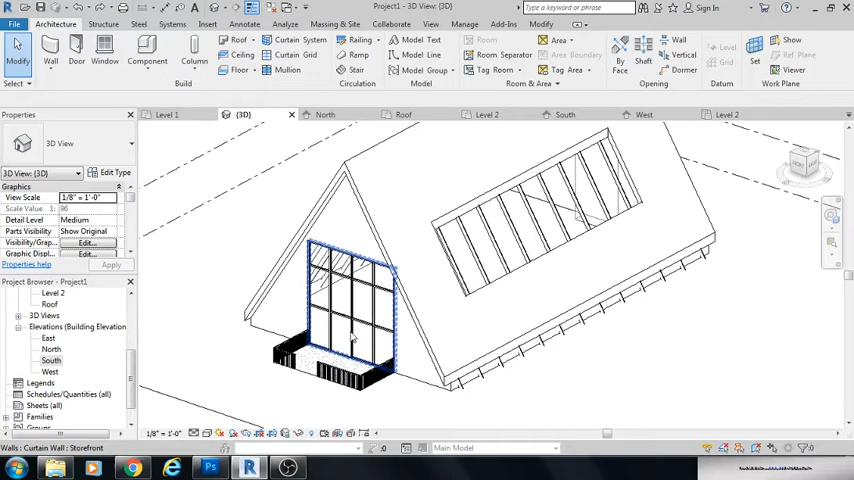 Project1 - 3D View: {3D}
Enter keyword or phrase
Sign In
File
Architecture
Structure
Steel
Systems
Insert
Annotate
Analyze
Massing & Site
Collaborate
View
Manage
Add-Ins
Modify
Modify
Wall
Door
Window
Component
Column
Roof
Ceiling
Floor
Curtain System
Curtain Grid
Mullion
Railing
Ramp
Stair
Model Text
Model Line
Model Group
Room
Room Separator
Tag Room
Area
Area Boundary
Tag Area
By
Face
Shaft
Wall
Vertical
Dormer
Level
Grid
Set
Show
Ref Plane
Viewer
Select
Build
Circulation
Model
Room & Area
Opening
Datum
Work Plane
Properties
Level 1
{3D}
North
Roof
Level 2
South
West
Level 2
3D View
3D View: {3D}
Edit Type
Graphics
View Scale
1/8" = 1'-0"
Scale Value 1:
96
Detail Level
Medium
Parts Visibility
Show Original
Visibility/Grap...
Edit...
Graphic Displ...
Edit...
Properties help
Apply
Project Browser - Project1
Level 2
Roof
3D Views
Elevations (Building Elevation
East
North
South
West
Legends
Schedules/Quantities (all)
Sheets (all)
Families
Groups
1/8" = 1'-0"
Walls : Curtain Wall : Storefront
:0
Main Model
:0